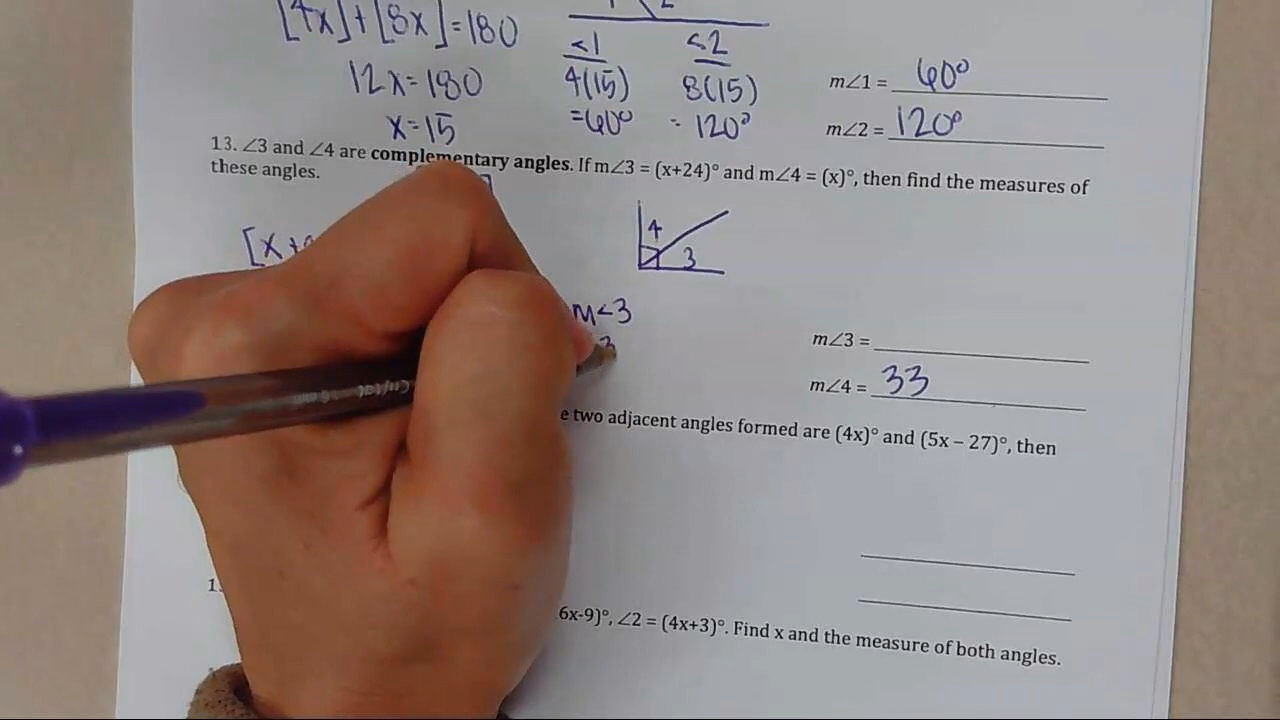 [4x]+[8x]=180
12x=180
x=15
<1 <2
4(15) 8(15)
=60° = 120°
m∠1 = 60°
m∠2 = 120°
13. ∠3 and ∠4 are complementary angles. If m∠3 = (x+24)° and m∠4 = (x)°, then find the measures of
these angles.
[x+
4
3
m<3
3
m∠3 =
m∠4 = 33
e two adjacent angles formed are (4x)° and (5x – 27)°, then
1
6x-9)°, ∠2 = (4x+3)°. Find x and the measure of both angles.